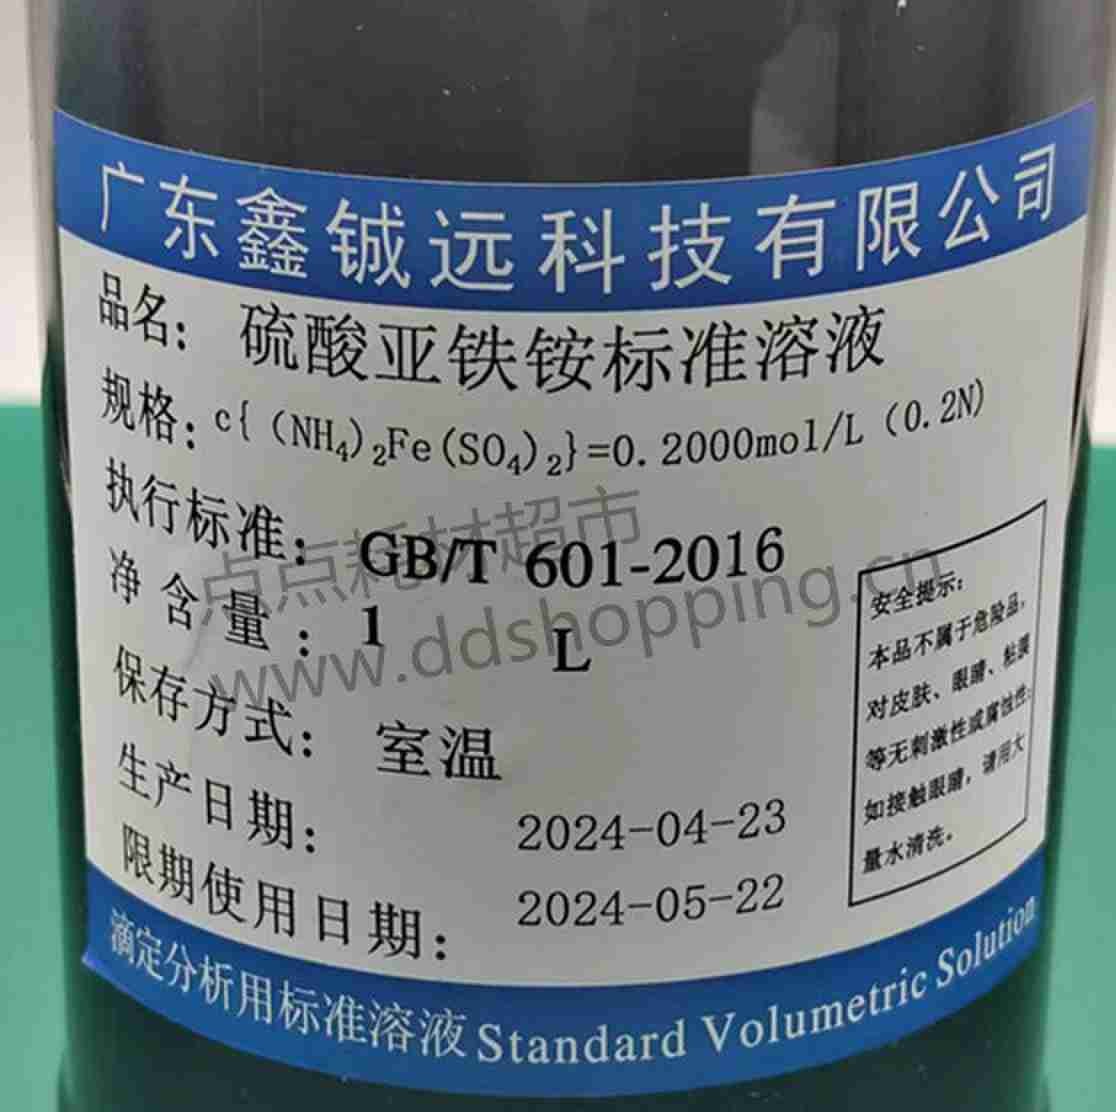 广东鑫铖远科技有限公司
品名: 硫酸亚铁铵标准溶液
规格: c{(NH₄)₂Fe(SO₄)₂}=0.2000mol/L (0.2N)
执行标准: GB/T 601-2016
净含量: 1 L
保存方式: 室温
生产日期: 2024-04-23
限期使用日期: 2024-05-22
安全提示:
本品不属于危险品，
对皮肤、眼睛、粘膜
等无刺激性或腐蚀性;
如接触眼睛，请用大
量水清洗。
滴定分析用标准溶液 Standard Volumetric Solution
点点耗材超市
www.ddshopping.cn